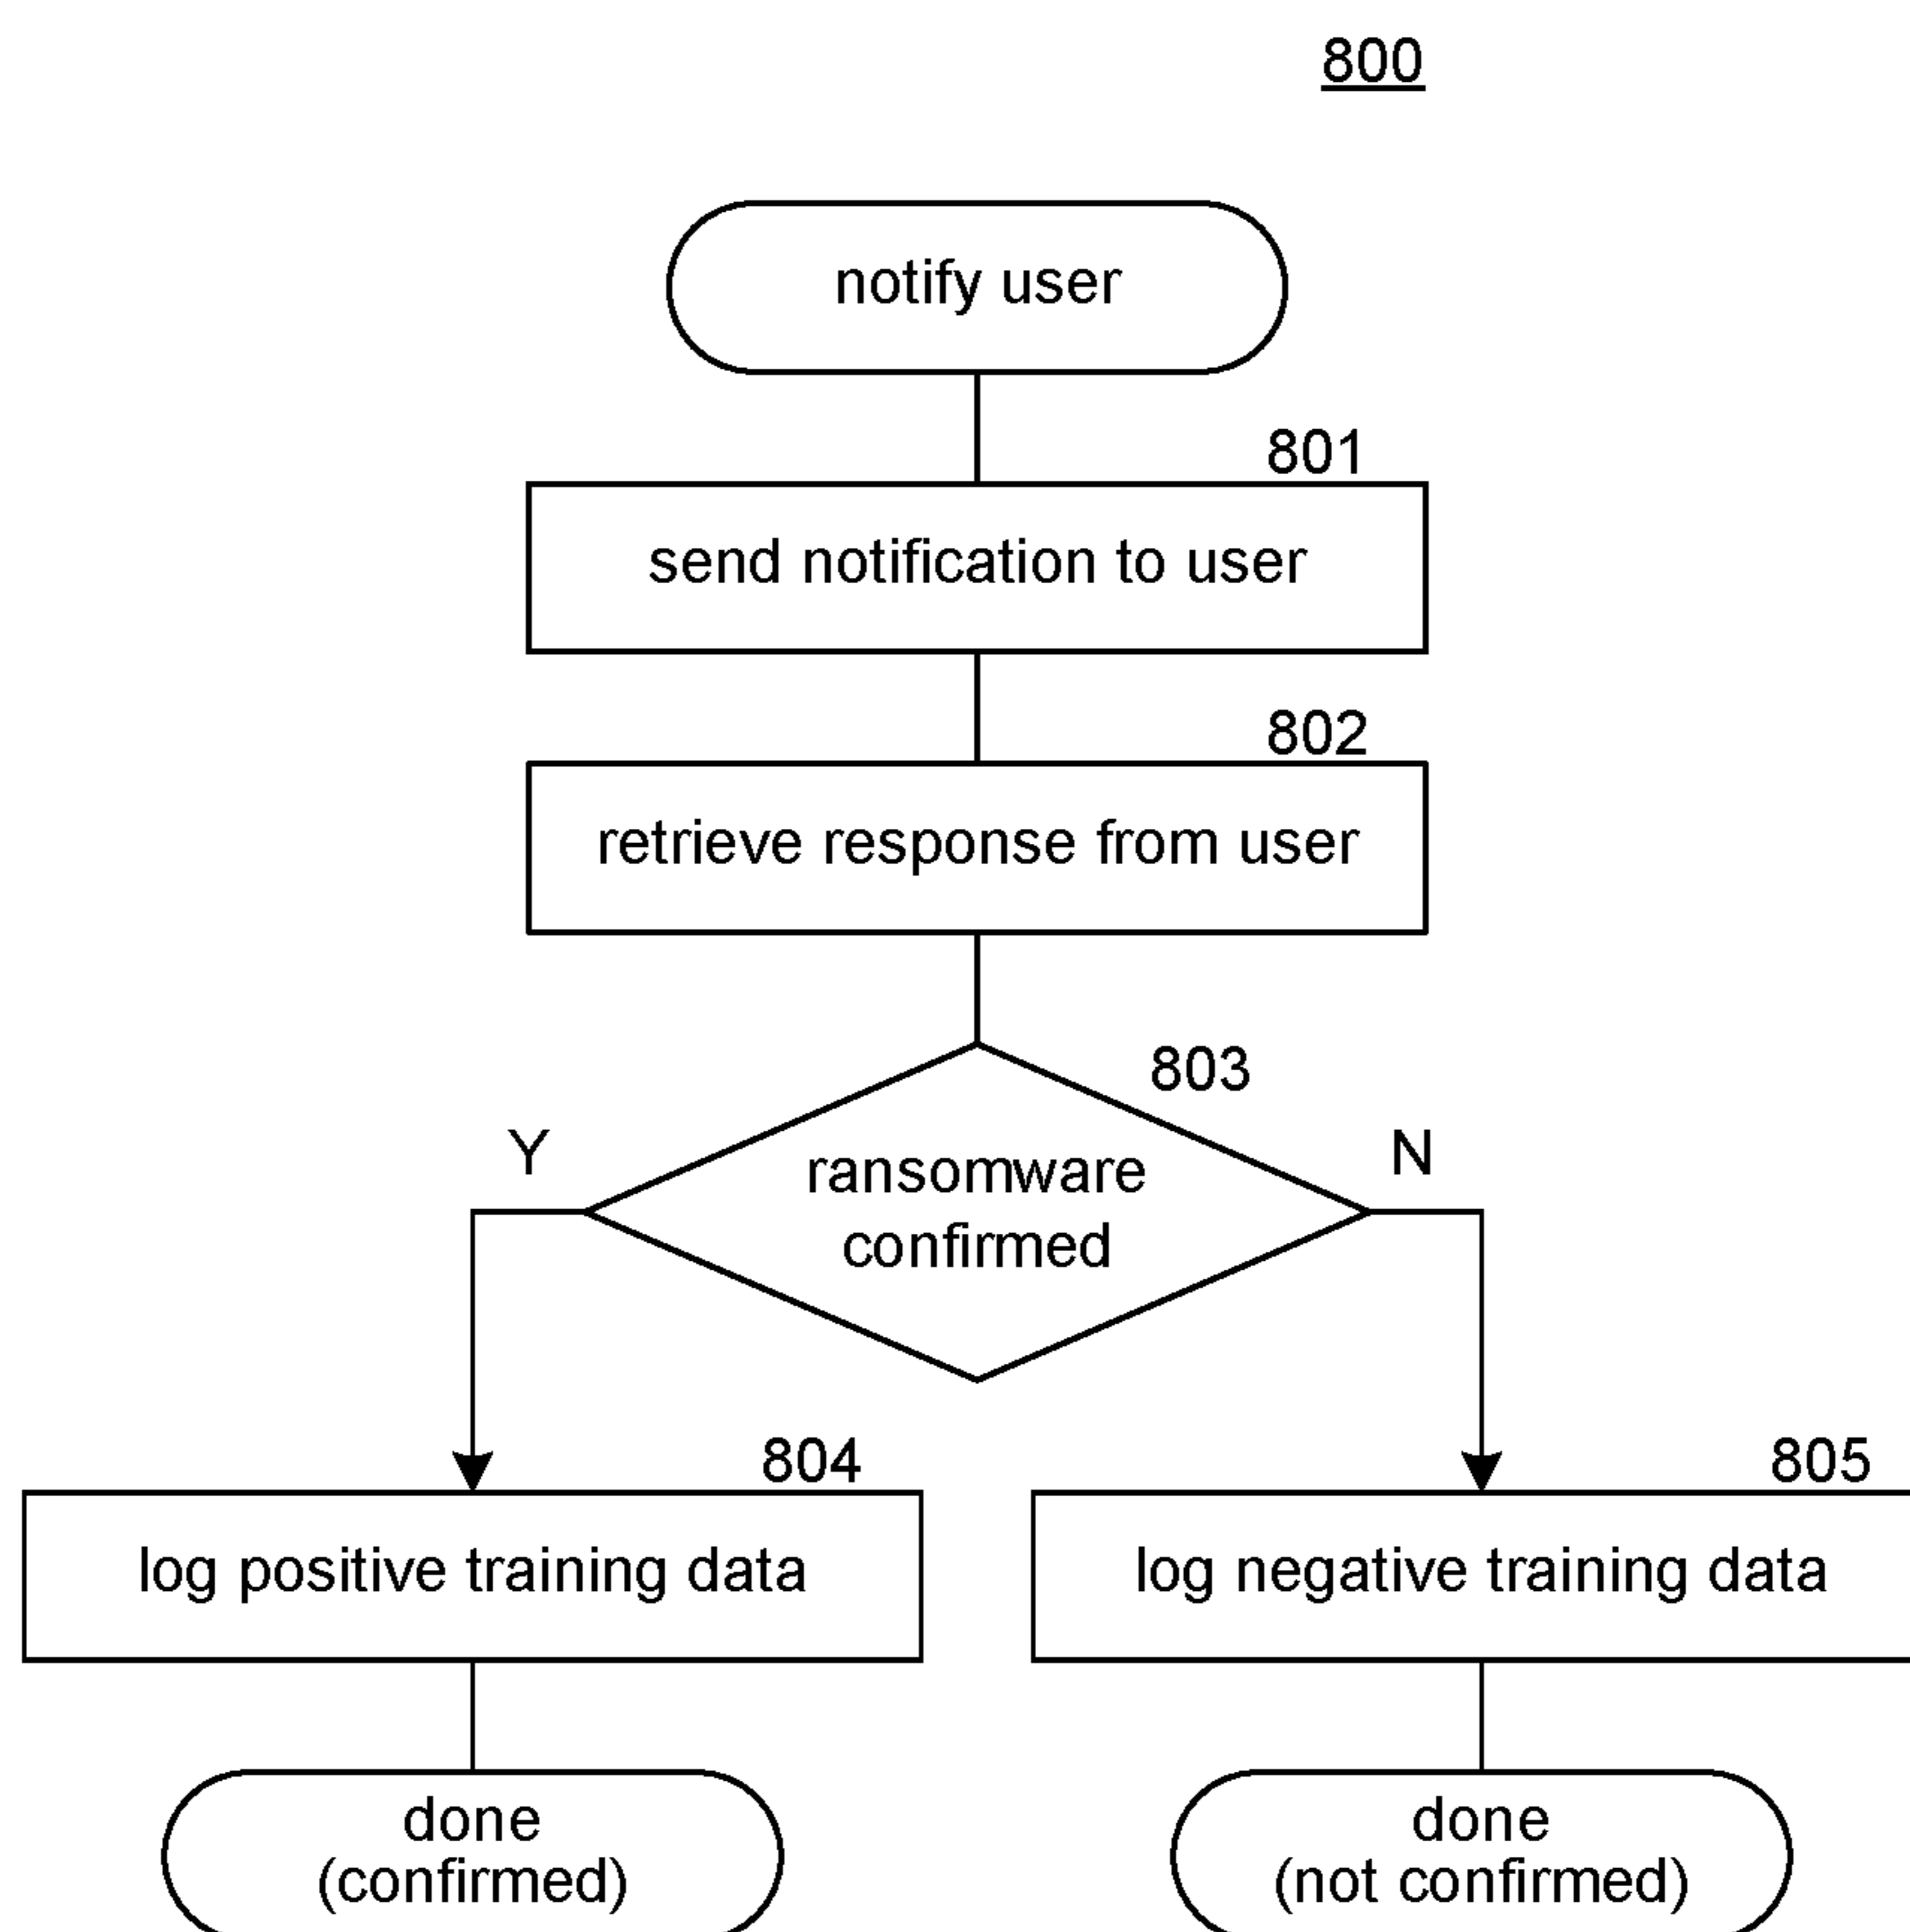 800
notify user
801
send notification to user
802
retrieve response from user
803
Y
N
ransomware
confirmed
804
805
log positive training data
log negative training data
done
(confirmed)
done
(not confirmed)